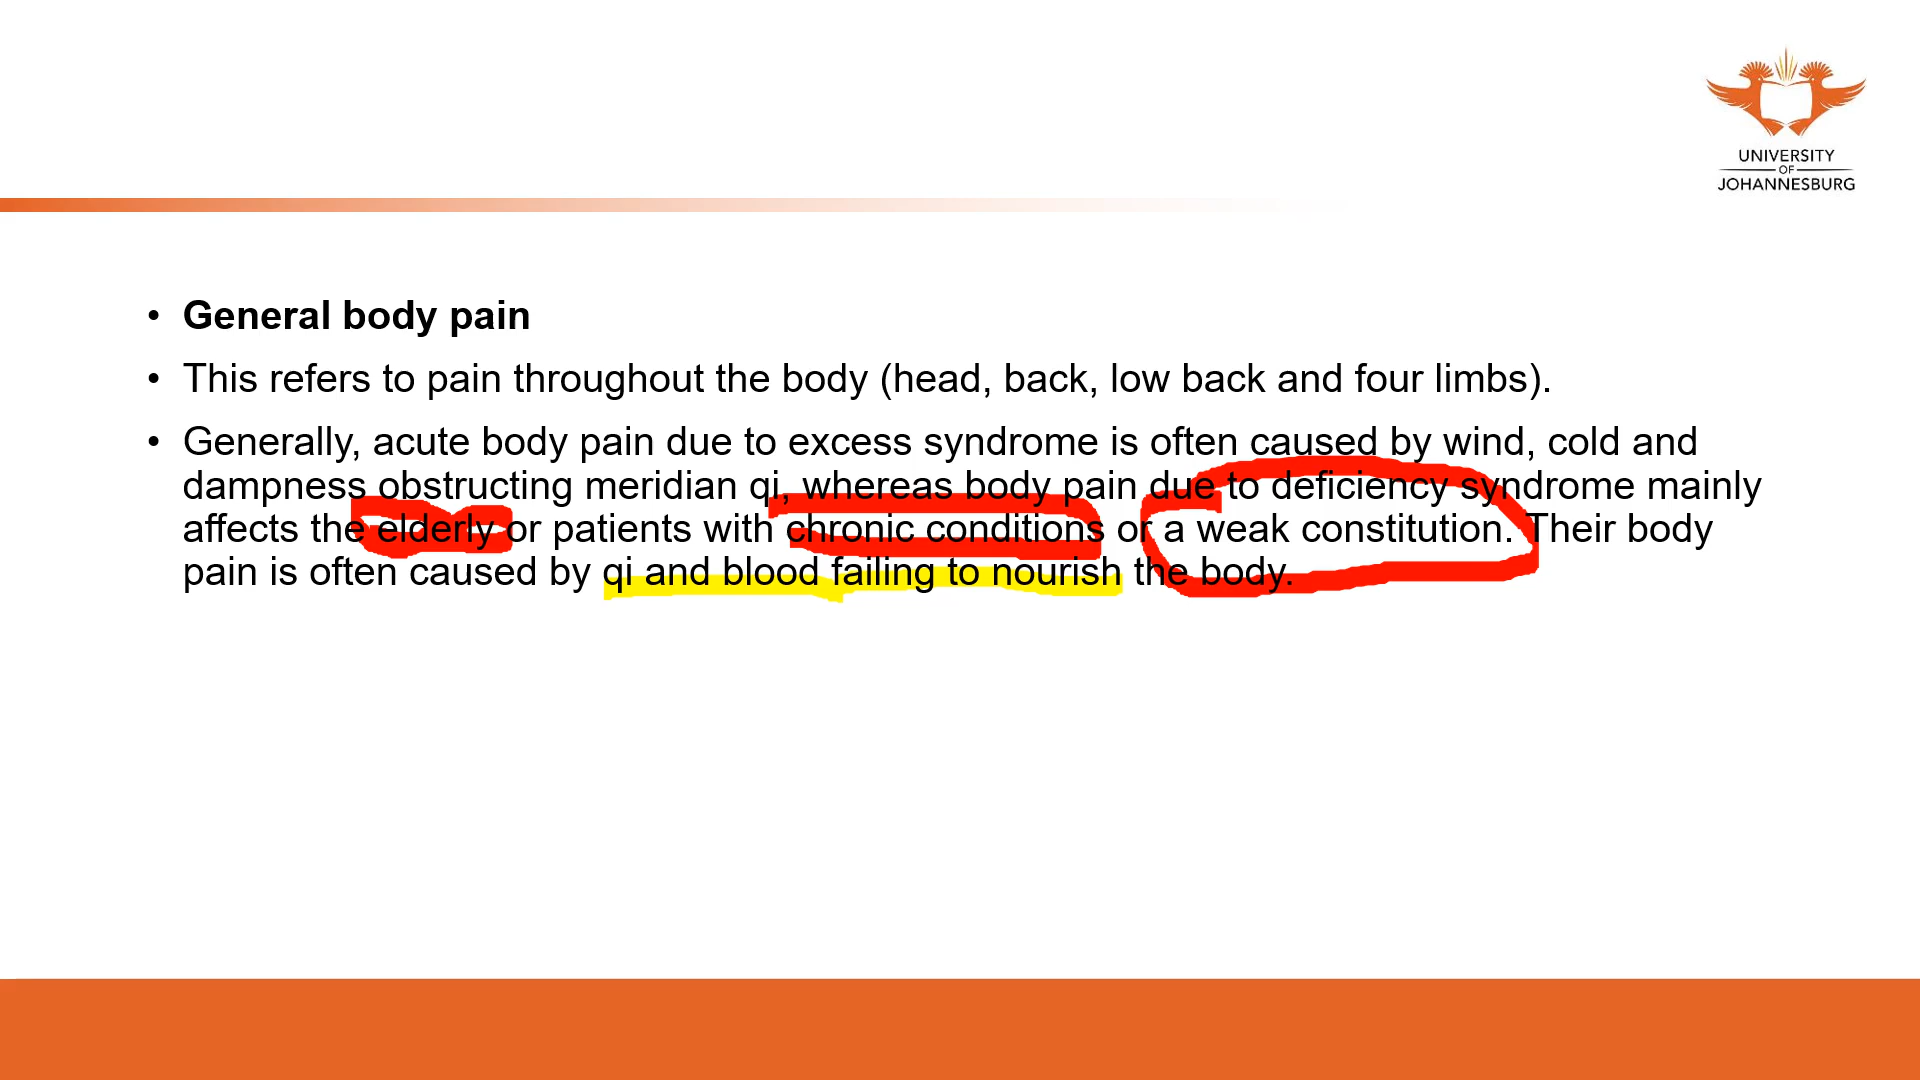 UNIVERSITY
OF
JOHANNESBURG
• General body pain
• This refers to pain throughout the body (head, back, low back and four limbs).
• Generally, acute body pain due to excess syndrome is often caused by wind, cold and
dampness obstructing meridian qi, whereas body pain due to deficiency syndrome mainly
affects the elderly or patients with chronic conditions or a weak constitution. Their body
pain is often caused by qi and blood failing to nourish the body.